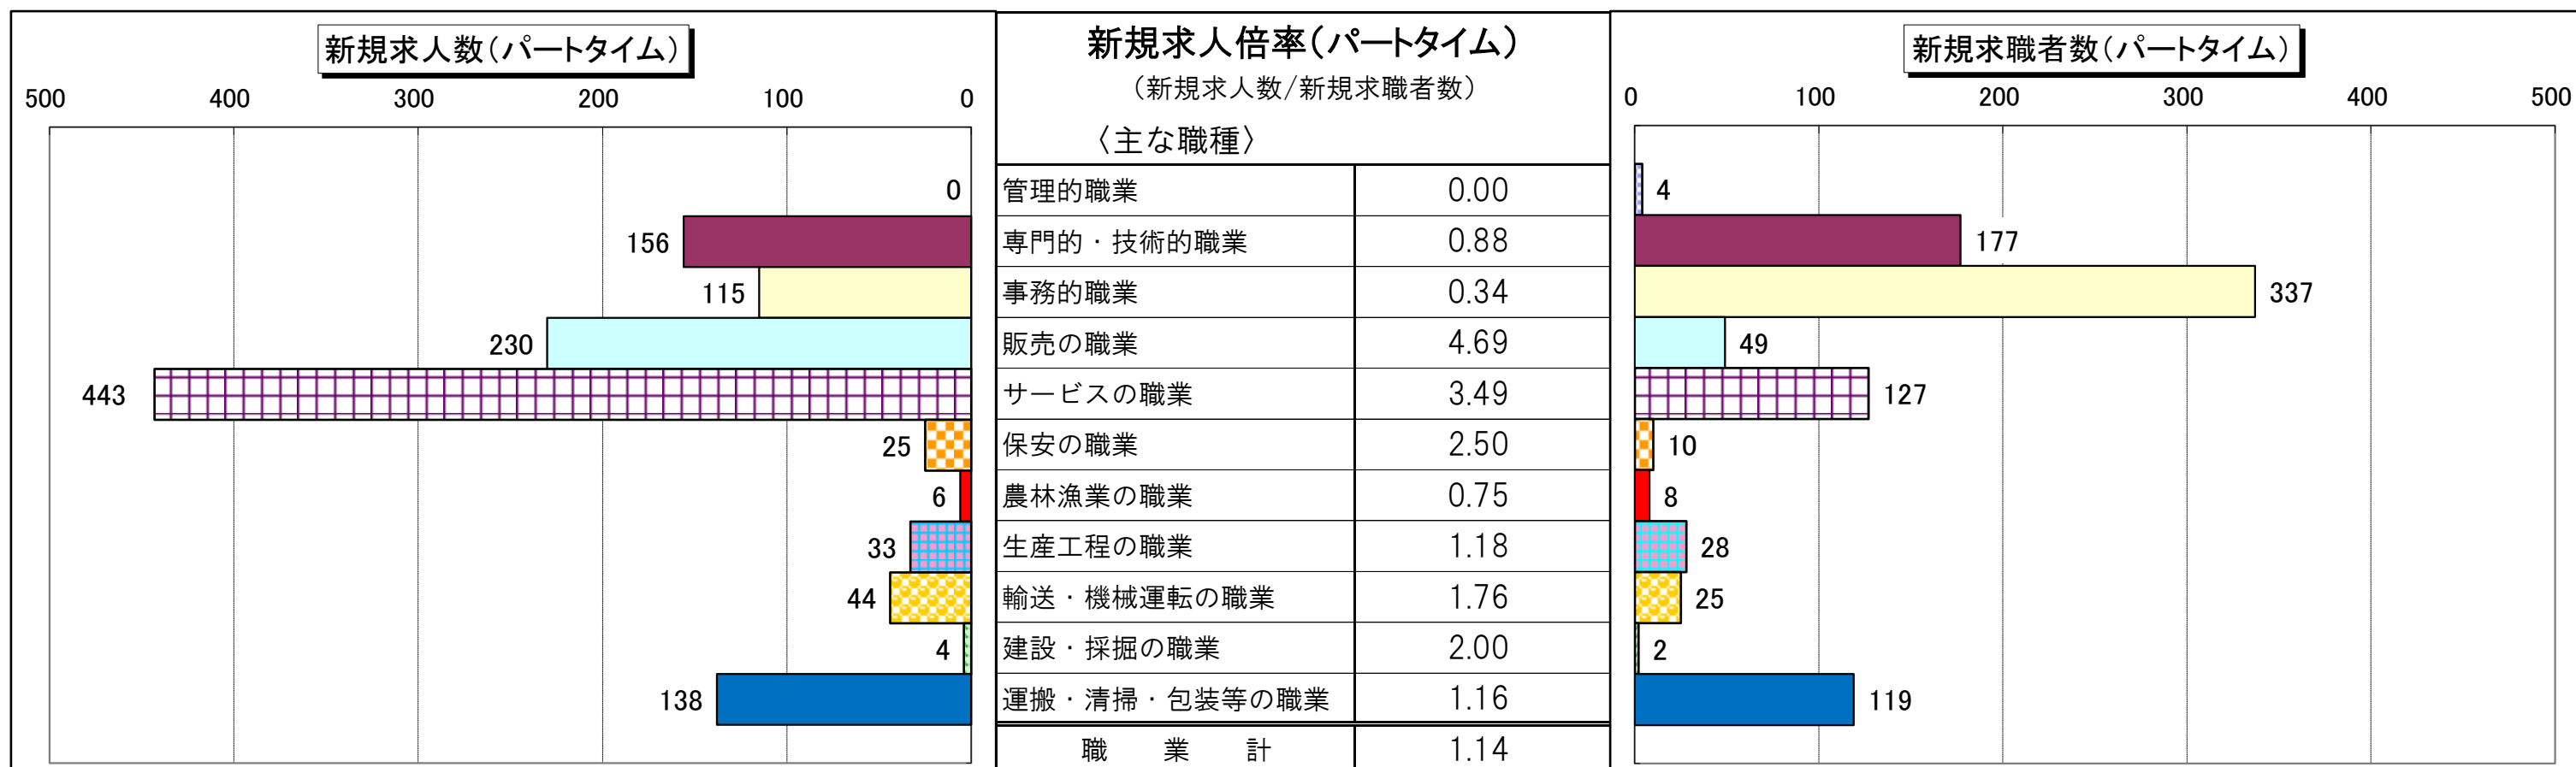 新規求人数(パートタイム)
500 400 300 200 100 0
0
156
115
230
443
25
6
33
44
4
138
新規求人倍率(パートタイム)
(新規求人数/新規求職者数)
〈主な職種〉
管理的職業 0.00
専門的・技術的職業 0.88
事務的職業 0.34
販売の職業 4.69
サービスの職業 3.49
保安の職業 2.50
農林漁業の職業 0.75
生産工程の職業 1.18
輸送・機械運転の職業 1.76
建設・採掘の職業 2.00
運搬・清掃・包装等の職業 1.16
職 業 計 1.14
新規求職者数(パートタイム)
0 100 200 300 400 500
4
177
337
49
127
10
8
28
25
2
119